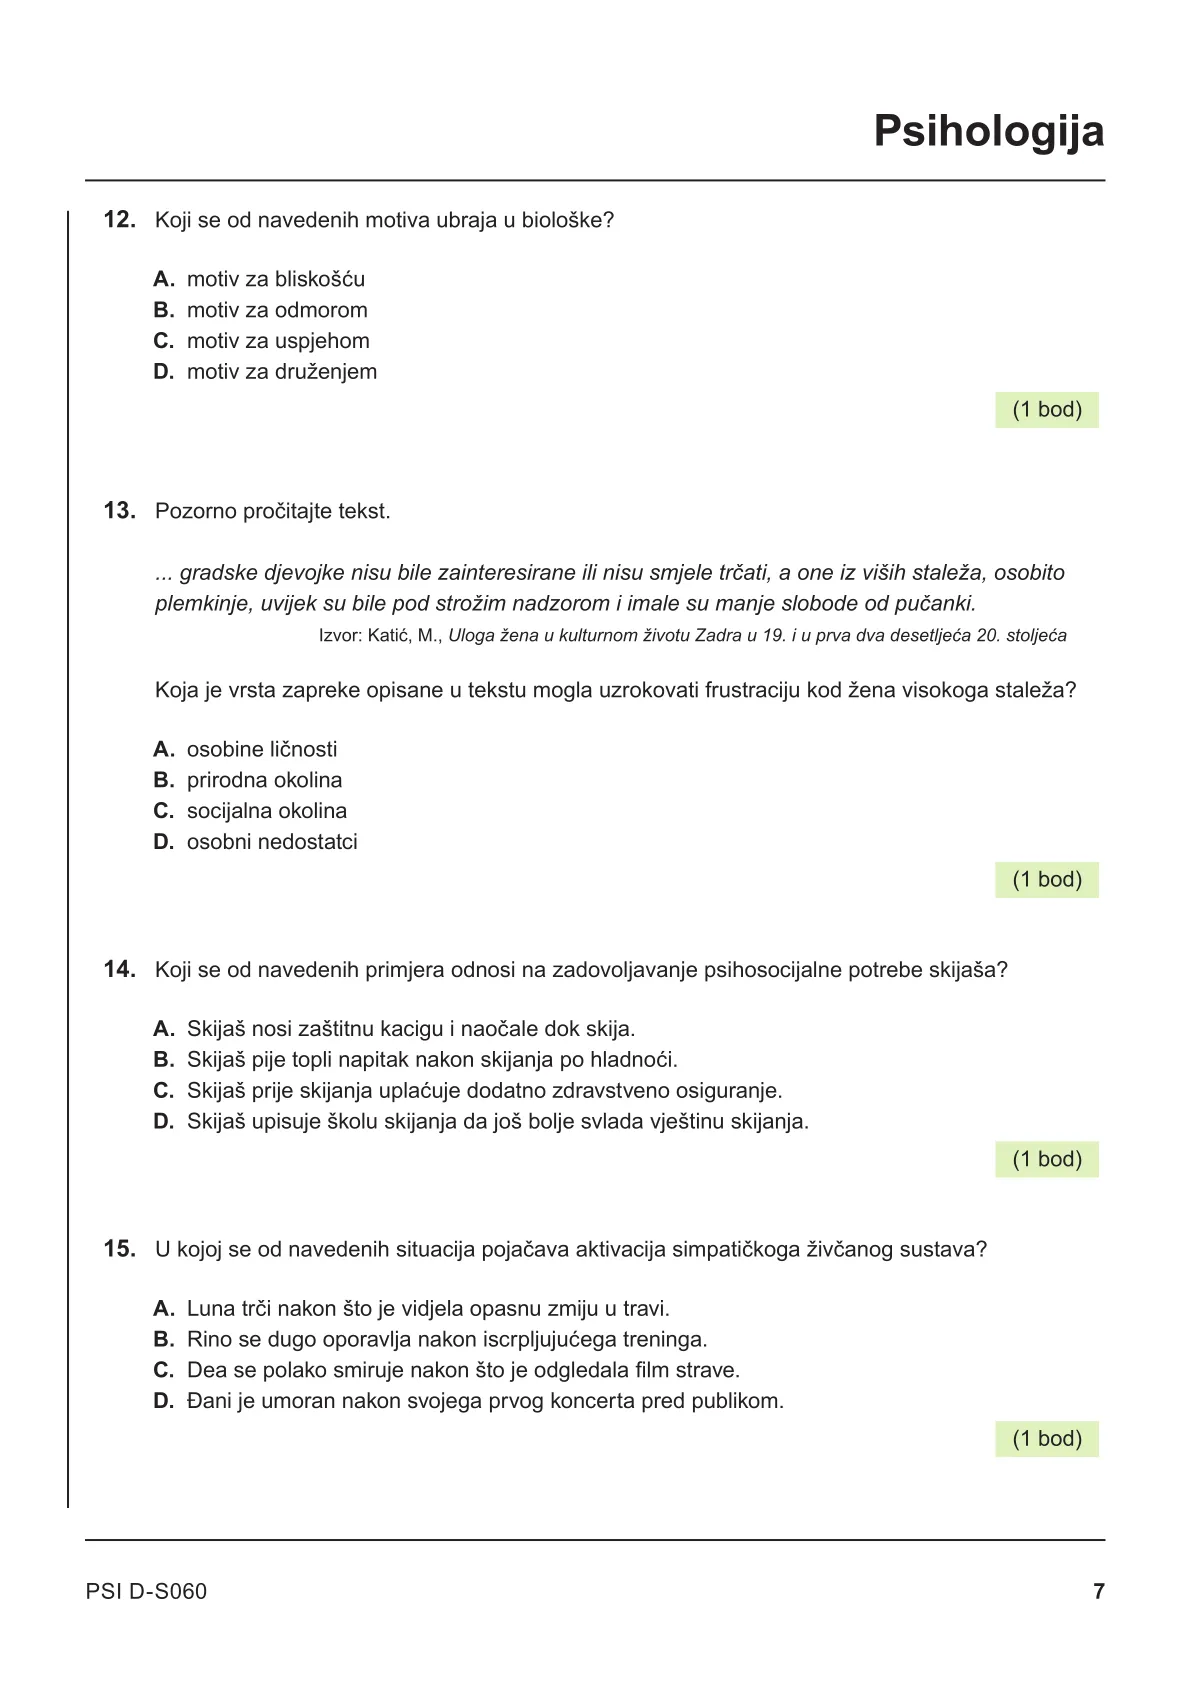 Psihologija
12. Koji se od navedenih motiva ubraja u biološke?
A. motiv za bliskošću
B. motiv za odmorom
C. motiv za uspjehom
D. motiv za druženjem
(1 bod)
13. Pozorno pročitajte tekst.
... gradske djevojke nisu bile zainteresirane ili nisu smjele trčati, a one iz viših staleža, osobito
plemkinje, uvijek su bile pod strožim nadzorom i imale su manje slobode od pučanki.
Izvor: Katić, M., Uloga žena u kulturnom životu Zadra u 19. i u prva dva desetljeća 20. stoljeća
Koja je vrsta zapreke opisane u tekstu mogla uzrokovati frustraciju kod žena visokoga staleža?
A. osobine ličnosti
B. prirodna okolina
C. socijalna okolina
D. osobni nedostatci
(1 bod)
14. Koji se od navedenih primjera odnosi na zadovoljavanje psihosocijalne potrebe skijaša?
A. Skijaš nosi zaštitnu kacigu i naočale dok skija.
B. Skijaš pije topli napitak nakon skijanja po hladnoći.
C. Skijaš prije skijanja uplaćuje dodatno zdravstveno osiguranje.
D. Skijaš upisuje školu skijanja da još bolje svlada vještinu skijanja.
(1 bod)
15. U kojoj se od navedenih situacija pojačava aktivacija simpatičkoga živčanog sustava?
A. Luna trči nakon što je vidjela opasnu zmiju u travi.
B. Rino se dugo oporavlja nakon iscrpljujućega treninga.
C. Dea se polako smiruje nakon što je odgledala film strave.
D. Đani je umoran nakon svojega prvog koncerta pred publikom.
(1 bod)
PSI D-S060
7